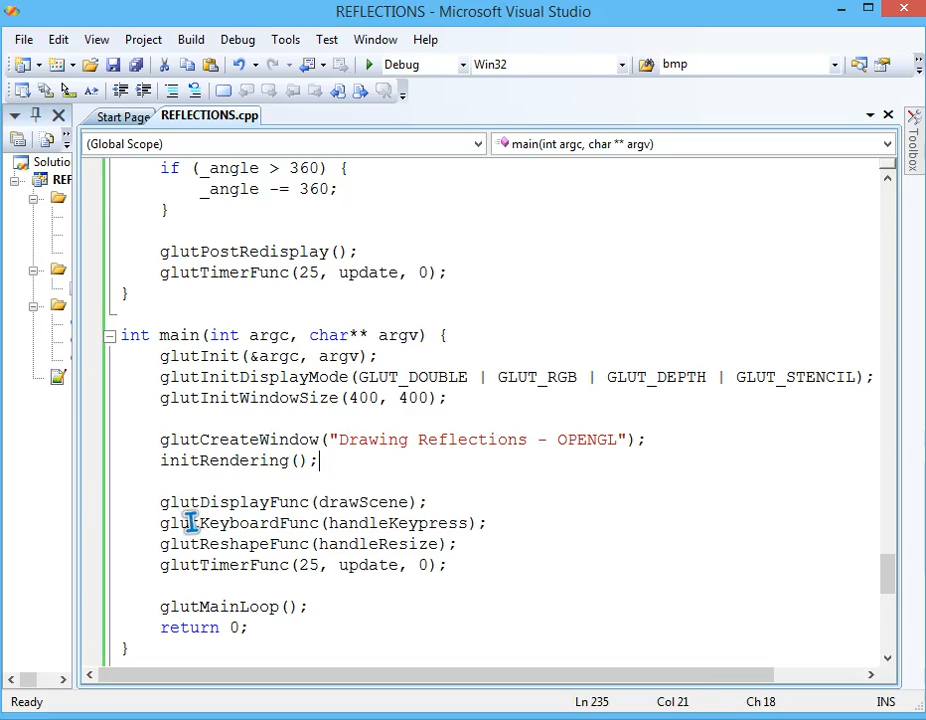 REFLECTIONS - Microsoft Visual Studio
File Edit View Project Build Debug Tools Test Window Help
Debug Win32 bmp
Start Page REFLECTIONS.cpp
(Global Scope) main(int argc, char ** argv)
Toolbox
Solutio
REF
if (_angle > 360) {
_angle -= 360;
}
glutPostRedisplay();
glutTimerFunc(25, update, 0);
}
int main(int argc, char** argv) {
glutInit(&argc, argv);
glutInitDisplayMode(GLUT_DOUBLE | GLUT_RGB | GLUT_DEPTH | GLUT_STENCIL);
glutInitWindowSize(400, 400);
glutCreateWindow("Drawing Reflections - OPENGL");
initRendering();
glutDisplayFunc(drawScene);
glutKeyboardFunc(handleKeypress);
glutReshapeFunc(handleResize);
glutTimerFunc(25, update, 0);
glutMainLoop();
return 0;
}
Ready Ln 235 Col 21 Ch 18 INS